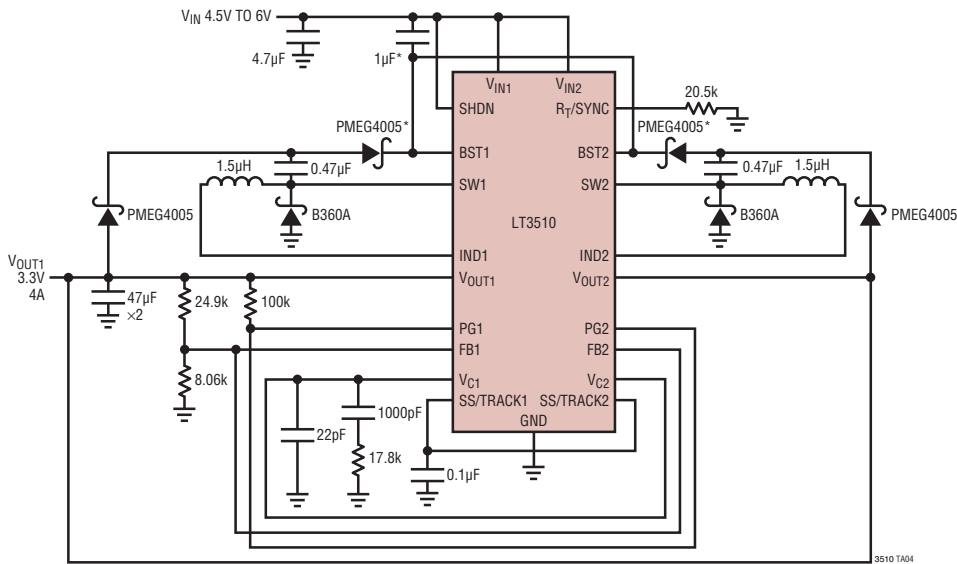 VIN 4.5V TO 6V
4.7µF
1µF*
VIN1
VIN2
SHDN
RT/SYNC
20.5k
PMEG4005*
PMEG4005*
BST1
BST2
0.47µF
0.47µF
1.5µH
1.5µH
SW1
SW2
PMEG4005
B360A
LT3510
B360A
PMEG4005
IND1
IND2
VOUT1
3.3V
4A
VOUT1
VOUT2
47µF
×2
24.9k
100k
PG1
PG2
FB1
FB2
8.06k
VC1
VC2
SS/TRACK1
SS/TRACK2
1000pF
GND
22pF
17.8k
0.1µF
3510 TA04